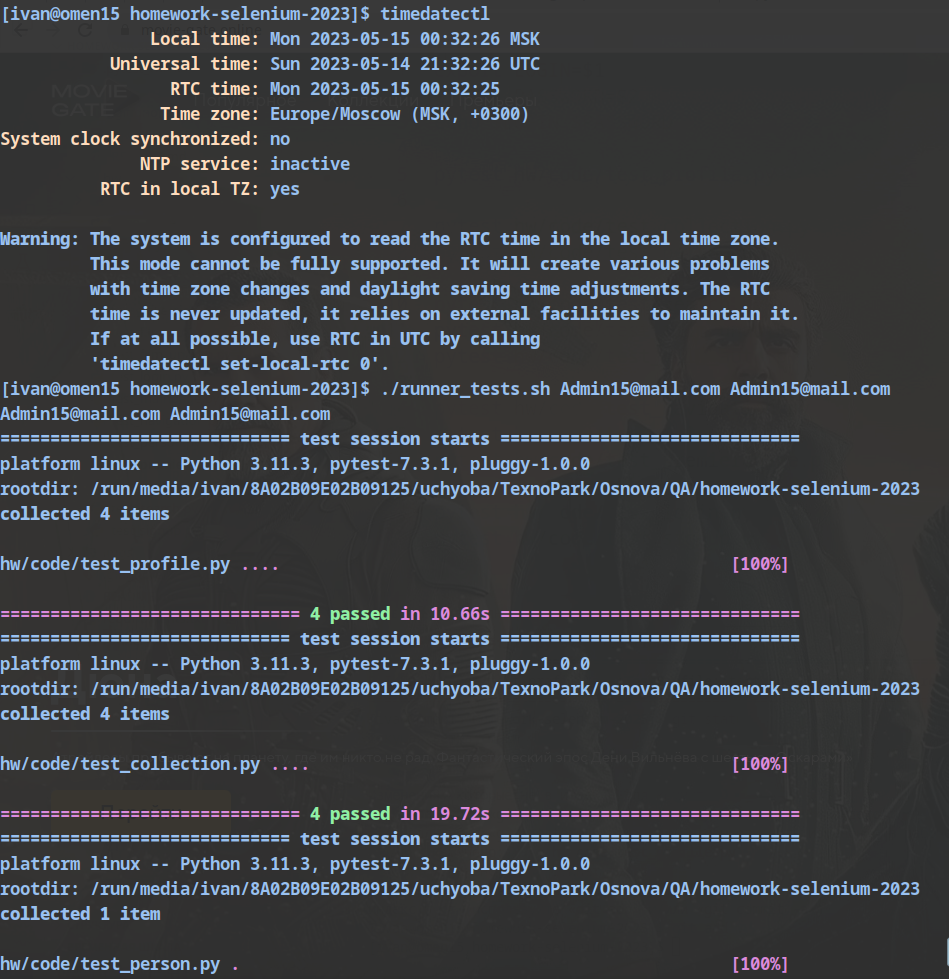 [ivan@omen15 homework-selenium-2023]$ timedatectl
Local time: Mon 2023-05-15 00:32:26 MSK
Universal time: Sun 2023-05-14 21:32:26 UTC
RTC time: Mon 2023-05-15 00:32:25
Time zone: Europe/Moscow (MSK, +0300)
System clock synchronized: no
NTP service: inactive
RTC in local TZ: yes
Warning: The system is configured to read the RTC time in the local time zone.
This mode cannot be fully supported. It will create various problems
with time zone changes and daylight saving time adjustments. The RTC
time is never updated, it relies on external facilities to maintain it.
If at all possible, use RTC in UTC by calling
'timedatectl set-local-rtc 0'.
[ivan@omen15 homework-selenium-2023]$ ./runner_tests.sh Admin15@mail.com Admin15@mail.com
Admin15@mail.com Admin15@mail.com
============================= test session starts ==============================
platform linux -- Python 3.11.3, pytest-7.3.1, pluggy-1.0.0
rootdir: /run/media/ivan/8A02B09E02B09125/uchyoba/TexnoPark/Osnova/QA/homework-selenium-2023
collected 4 items
hw/code/test_profile.py .... [100%]
============================== 4 passed in 10.66s ==============================
============================= test session starts ==============================
platform linux -- Python 3.11.3, pytest-7.3.1, pluggy-1.0.0
rootdir: /run/media/ivan/8A02B09E02B09125/uchyoba/TexnoPark/Osnova/QA/homework-selenium-2023
collected 4 items
hw/code/test_collection.py .... [100%]
============================== 4 passed in 19.72s ==============================
============================= test session starts ==============================
platform linux -- Python 3.11.3, pytest-7.3.1, pluggy-1.0.0
rootdir: /run/media/ivan/8A02B09E02B09125/uchyoba/TexnoPark/Osnova/QA/homework-selenium-2023
collected 1 item
hw/code/test_person.py . [100%]
MOVIE
GATE